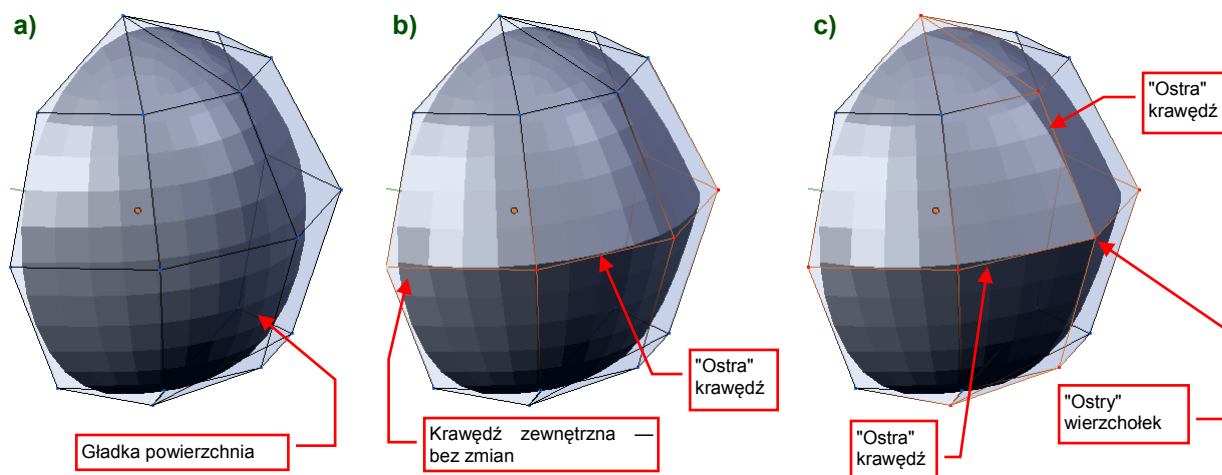 a)
b)
c)
"Ostra"
krawędź
"Ostra"
krawędź
Gładka powierzchnia
Krawędź zewnętrzna —
bez zmian
"Ostra"
krawędź
"Ostry"
wierzchołek